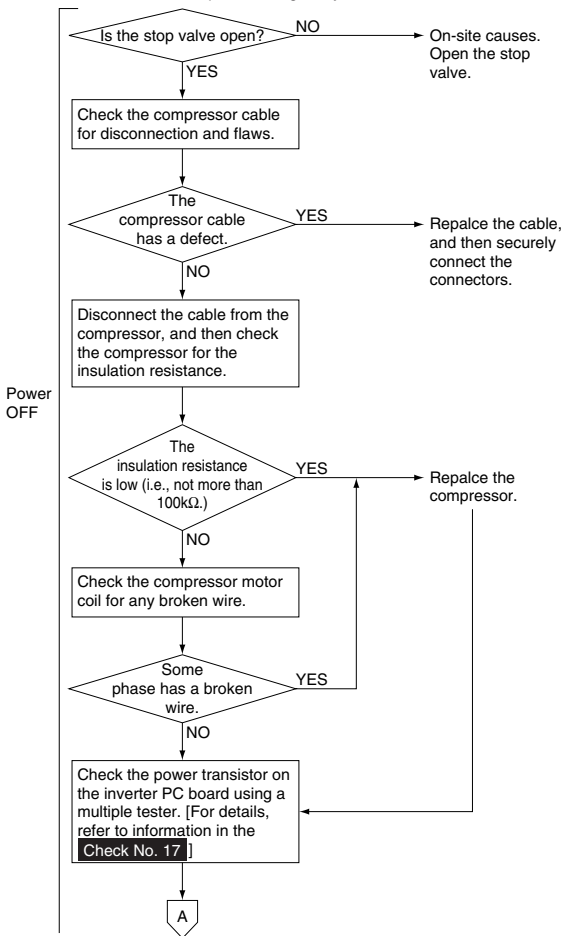 Is the stop valve open?
NO
On-site causes.
Open the stop
valve.
YES
Check the compressor cable
for disconnection and flaws.
The
compressor cable
has a defect.
YES
Repalce the cable,
and then securely
connect the
connectors.
NO
Disconnect the cable from the
compressor, and then check
the compressor for the
insulation resistance.
Power
OFF
The
insulation resistance
is low (i.e., not more than
100kΩ.)
YES
Repalce the
compressor.
NO
Check the compressor motor
coil for any broken wire.
Some
phase has a broken
wire.
YES
NO
Check the power transistor on
the inverter PC board using a
multiple tester. [For details,
refer to information in the
Check No. 17 ]
A